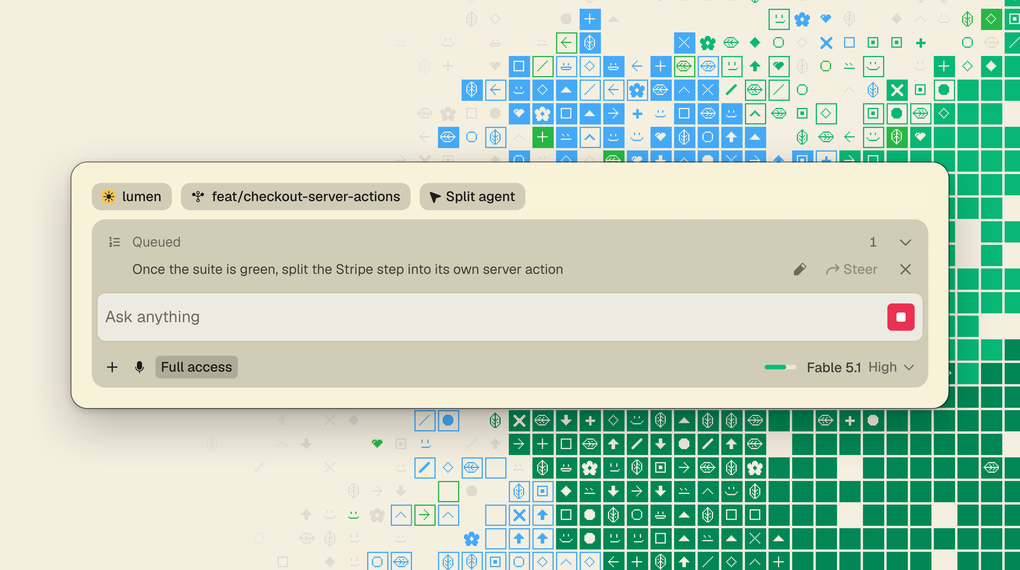 lumen feat/checkout-server-actions Split agent
Queued 1
Once the suite is green, split the Stripe step into its own server action Steer
Ask anything
Full access Fable 5.1 High